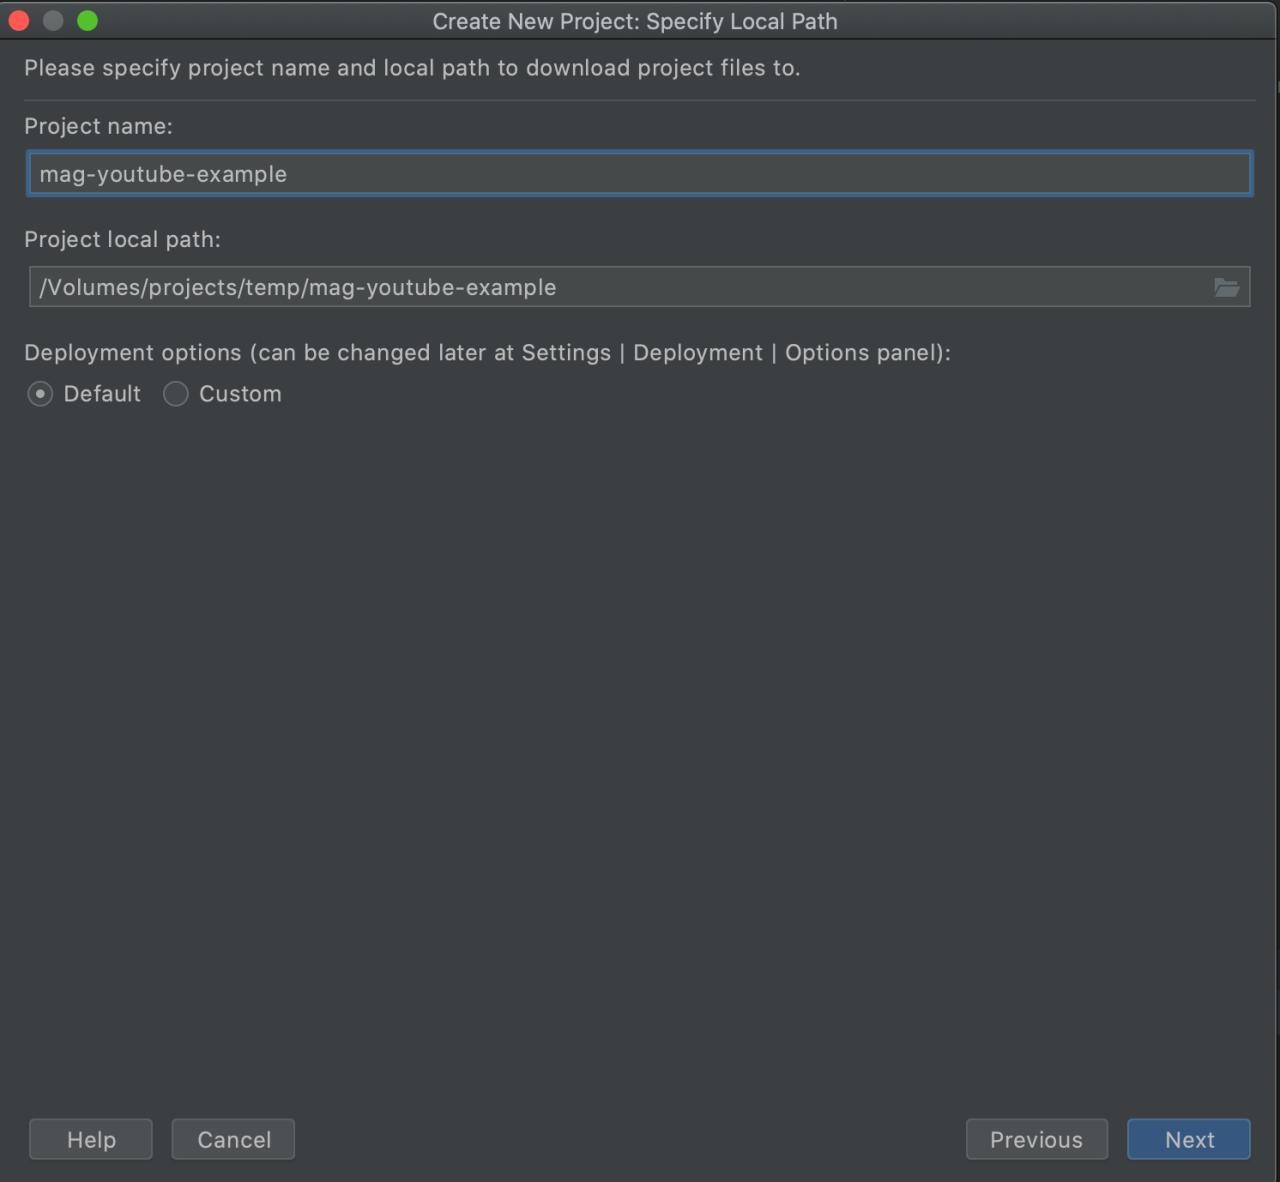 Create New Project: Specify Local Path
Please specify project name and local path to download project files to.
Project name:
mag-youtube-example
Project local path:
/Volumes/projects/temp/mag-youtube-example
Deployment options (can be changed later at Settings | Deployment | Options panel):
Default Custom
Help Cancel Previous Next